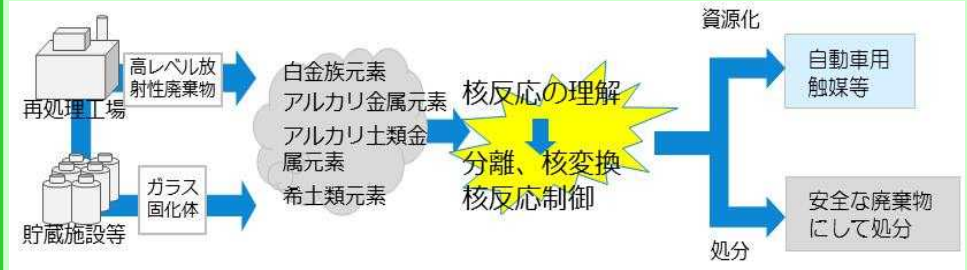 再処理工場
高レベル放
射性廃棄物
貯蔵施設等
ガラス
固化体
白金族元素
アルカリ金属元素
アルカリ土類金
属元素
希土類元素
核反応の理解
分離、核変換
核反応制御
資源化
自動車用
触媒等
処分
安全な廃棄物
にして処分